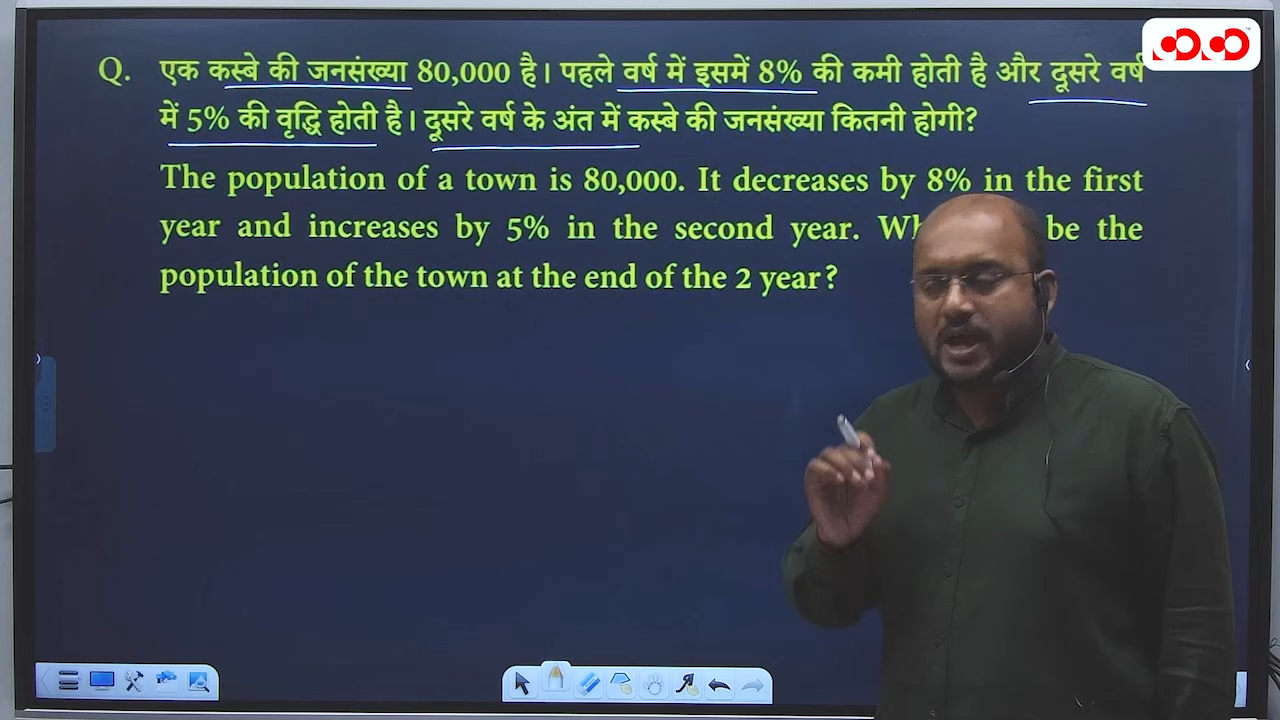 Q. एक कस्बे की जनसंख्या 80,000 है। पहले वर्ष में इसमें 8% की कमी होती है और दूसरे वर्ष
में 5% की वृद्धि होती है। दूसरे वर्ष के अंत में कस्बे की जनसंख्या कितनी होगी?
The population of a town is 80,000. It decreases by 8% in the first
year and increases by 5% in the second year. be the
population of the town at the end of the 2 year?